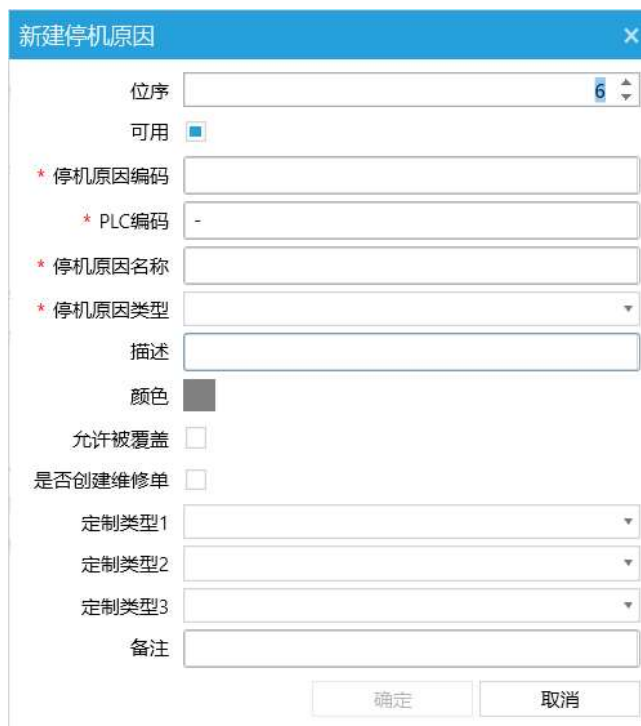 新建停机原因
位序 6
可用
* 停机原因编码
* PLC编码 -
* 停机原因名称
* 停机原因类型
描述
颜色
允许被覆盖
是否创建维修单
定制类型1
定制类型2
定制类型3
备注
确定 取消